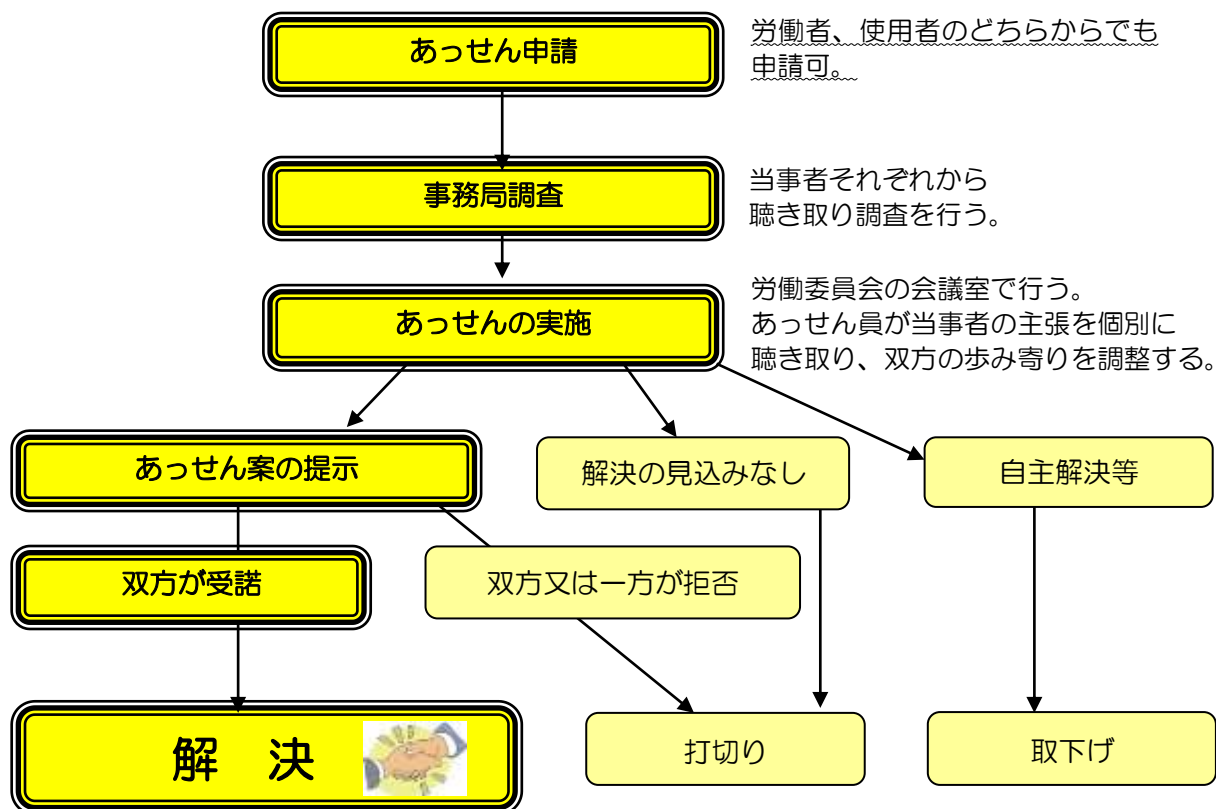 あっせん申請
労働者、使用者のどちらからでも
申請可。
事務局調査
当事者それぞれから
聴き取り調査を行う。
あっせんの実施
労働委員会の会議室で行う。
あっせん員が当事者の主張を個別に
聴き取り、双方の歩み寄りを調整する。
あっせん案の提示
解決の見込みなし
自主解決等
双方が受諾
双方又は一方が拒否
解　決
打切り
取下げ